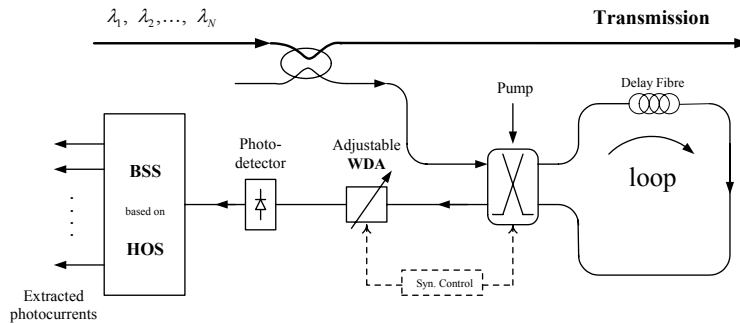 λ₁, λ₂,..., λ_N
Transmission
Delay Fibre
Pump
Photo-
detector
Adjustable
WDA
loop
BSS
based on
HOS
Syn. Control
Extracted
photocurrents